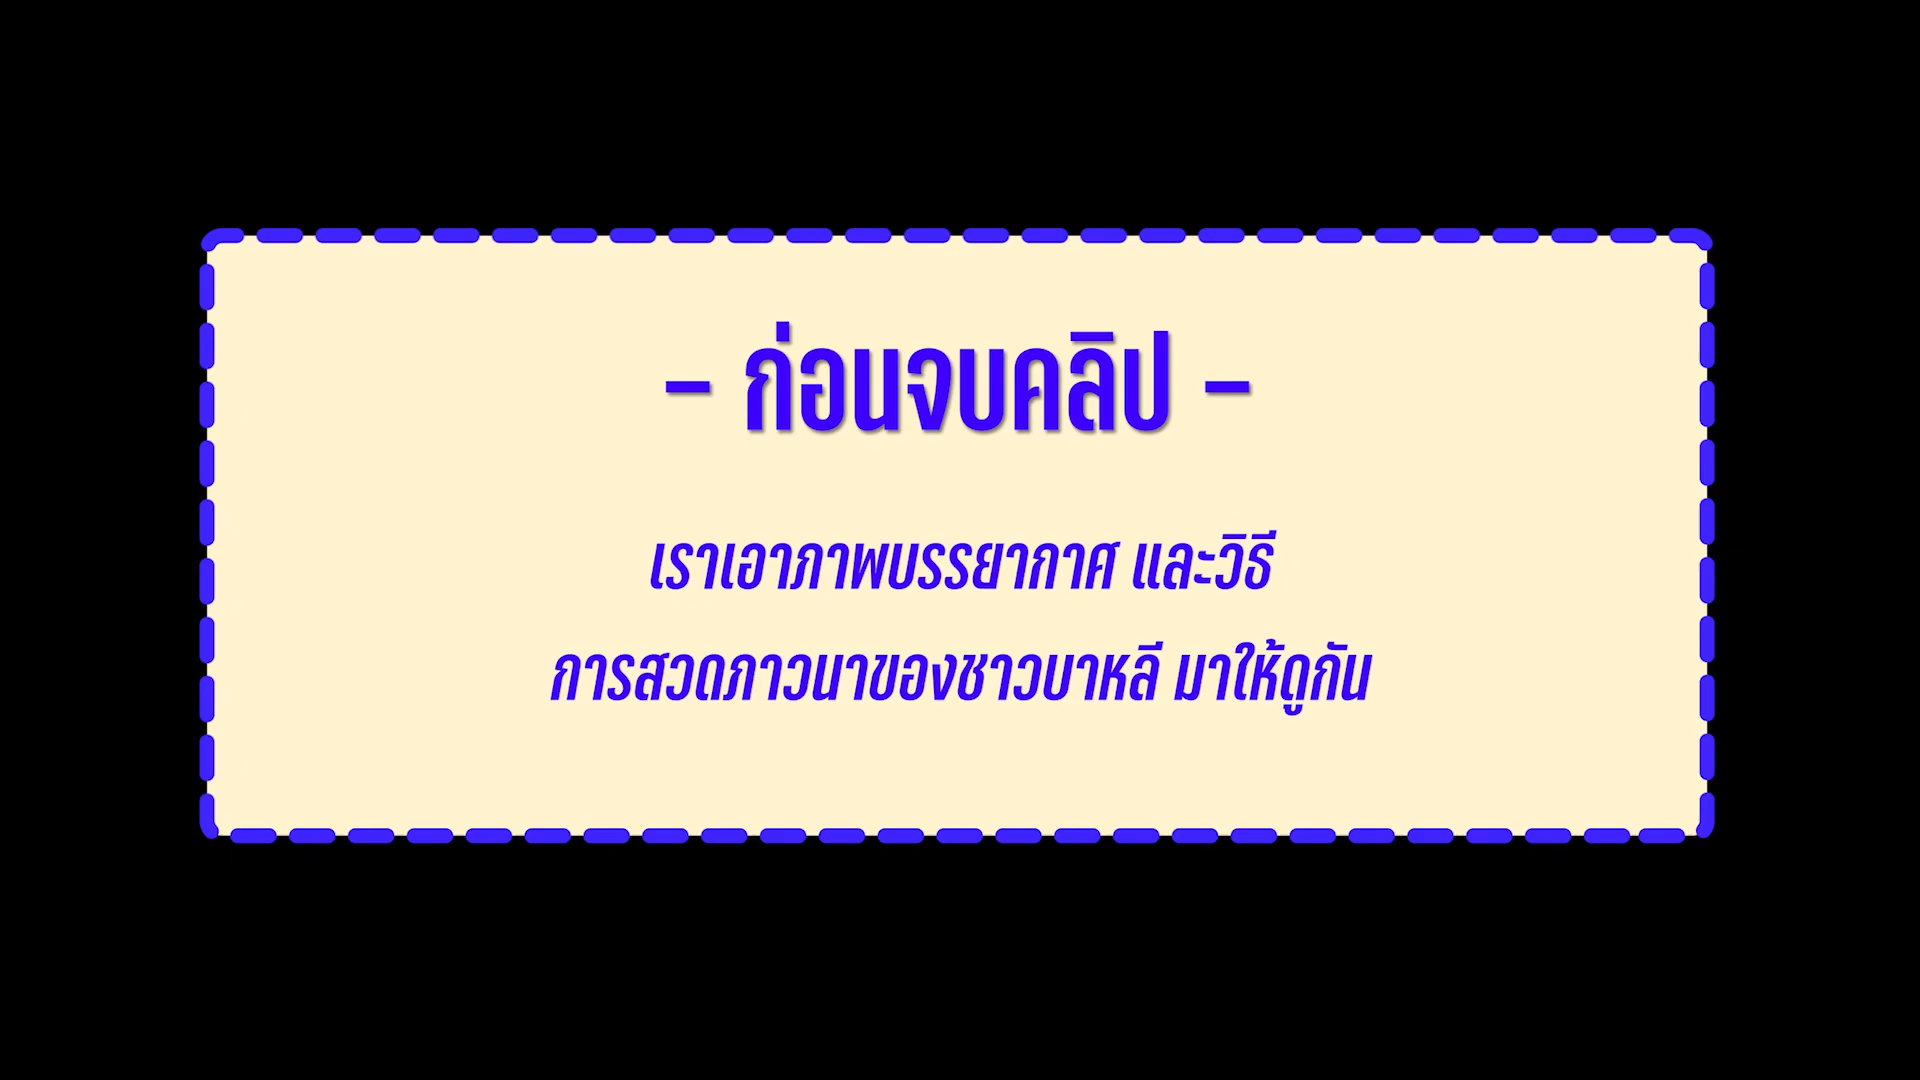 – ก่อนจบคลิป –
เราเอาภาพบรรยากาศ และวิธี
การสวดภาวนาของชาวบาหลี มาให้ดูกัน